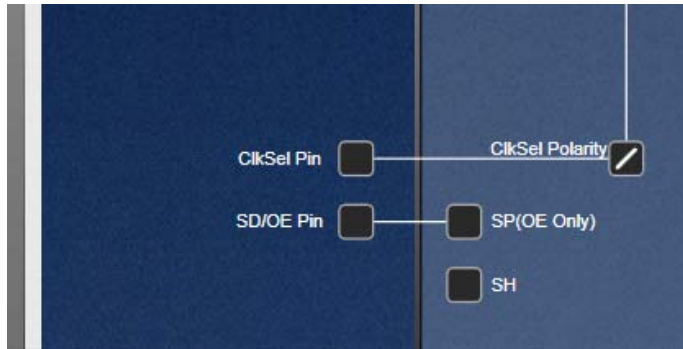 ClkSel Pin
ClkSel Polarity
SD/OE Pin
SP(OE Only)
SH